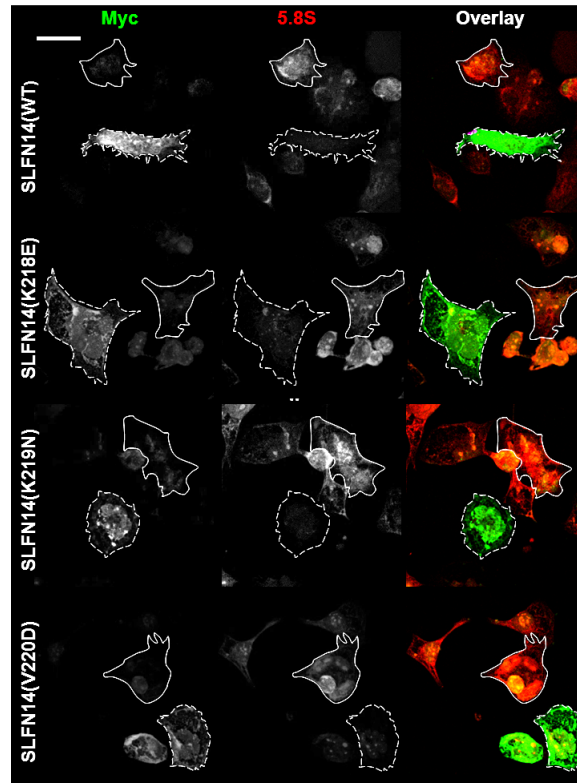 Myc 5.8S Overlay
SLFN14(WT)
SLFN14(K218E)
SLFN14(K219N)
SLFN14(V220D)